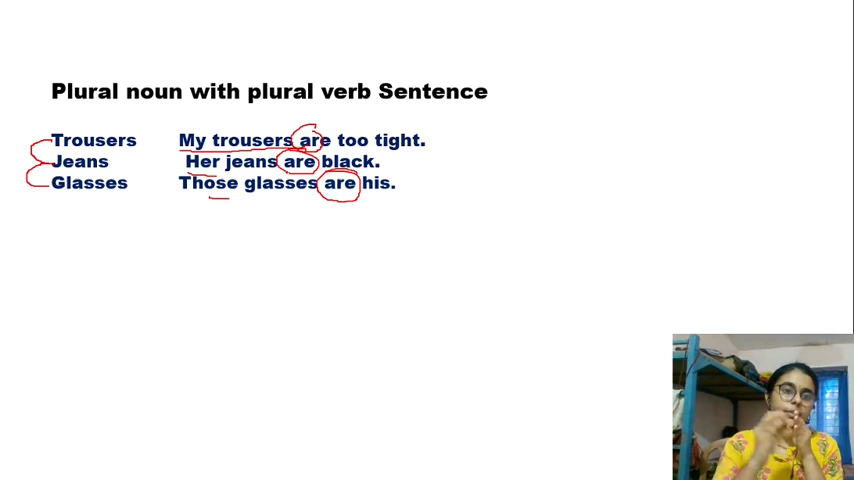 Plural noun with plural verb Sentence
Trousers My trousers are too tight.
Jeans Her jeans are black.
Glasses Those glasses are his.